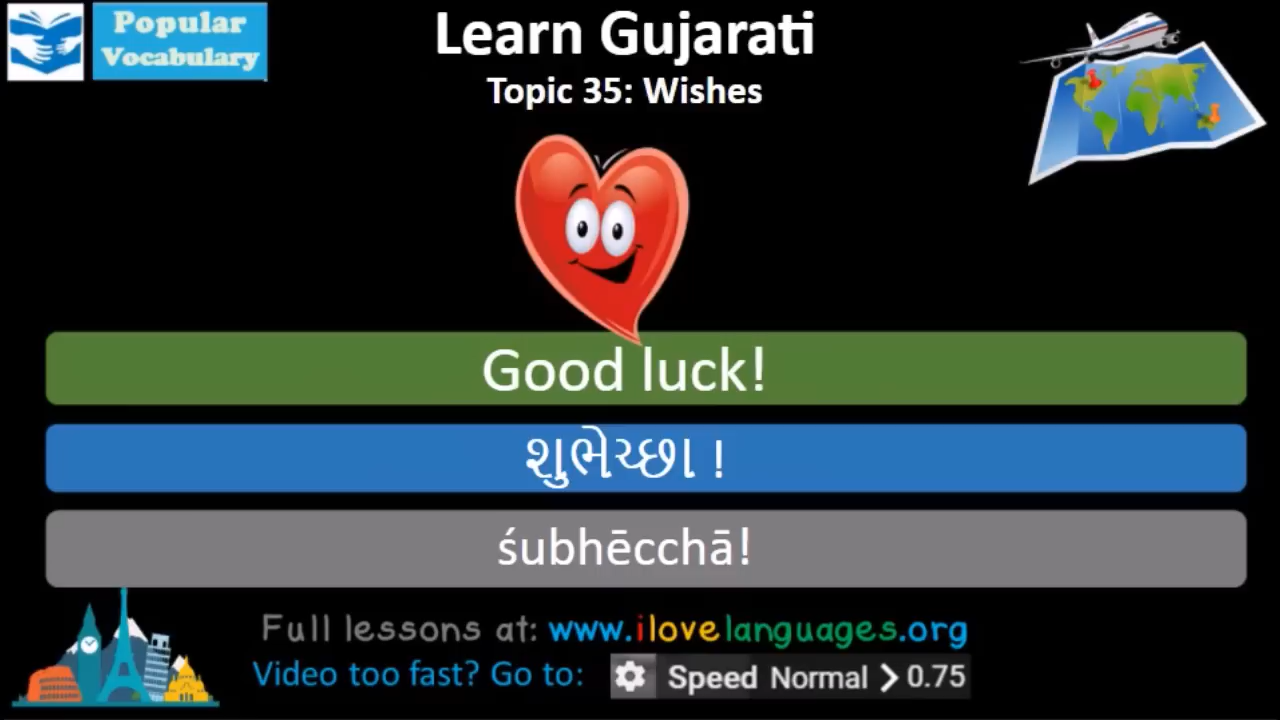 Popular
Vocabulary
Learn Gujarati
Topic 35: Wishes
Good luck!
શુભેચ્છા !
śubhēcchā!
Full lessons at: www.ilovelanguages.org
Video too fast? Go to: Speed Normal > 0.75